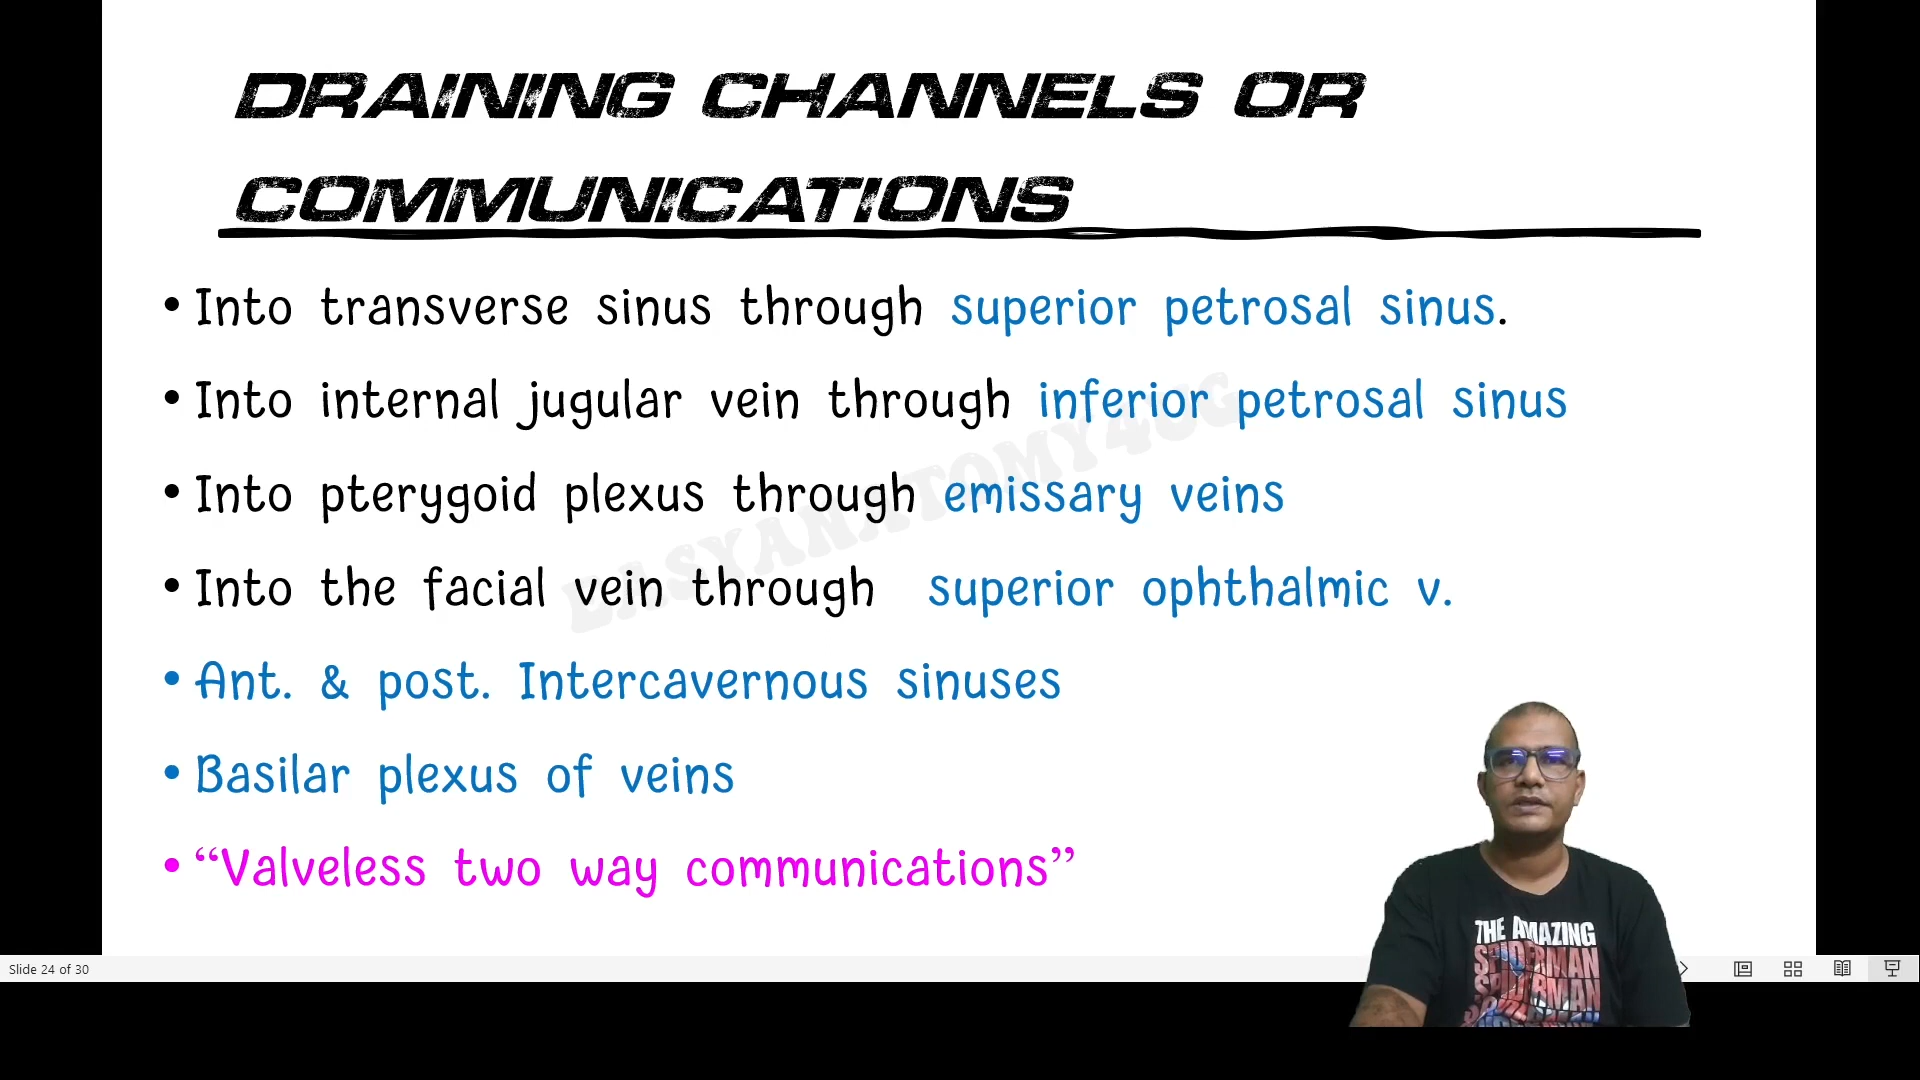 DRAINING CHANNELS OR
COMMUNICATIONS
• Into transverse sinus through superior petrosal sinus.
• Into internal jugular vein through inferior petrosal sinus
• Into pterygoid plexus through emissary veins
• Into the facial vein through superior ophthalmic v.
• Ant. & post. Intercavernous sinuses
• Basilar plexus of veins
• “Valveless two way communications”
THE AMAZING
SPIDERMAN
Slide 24 of 30